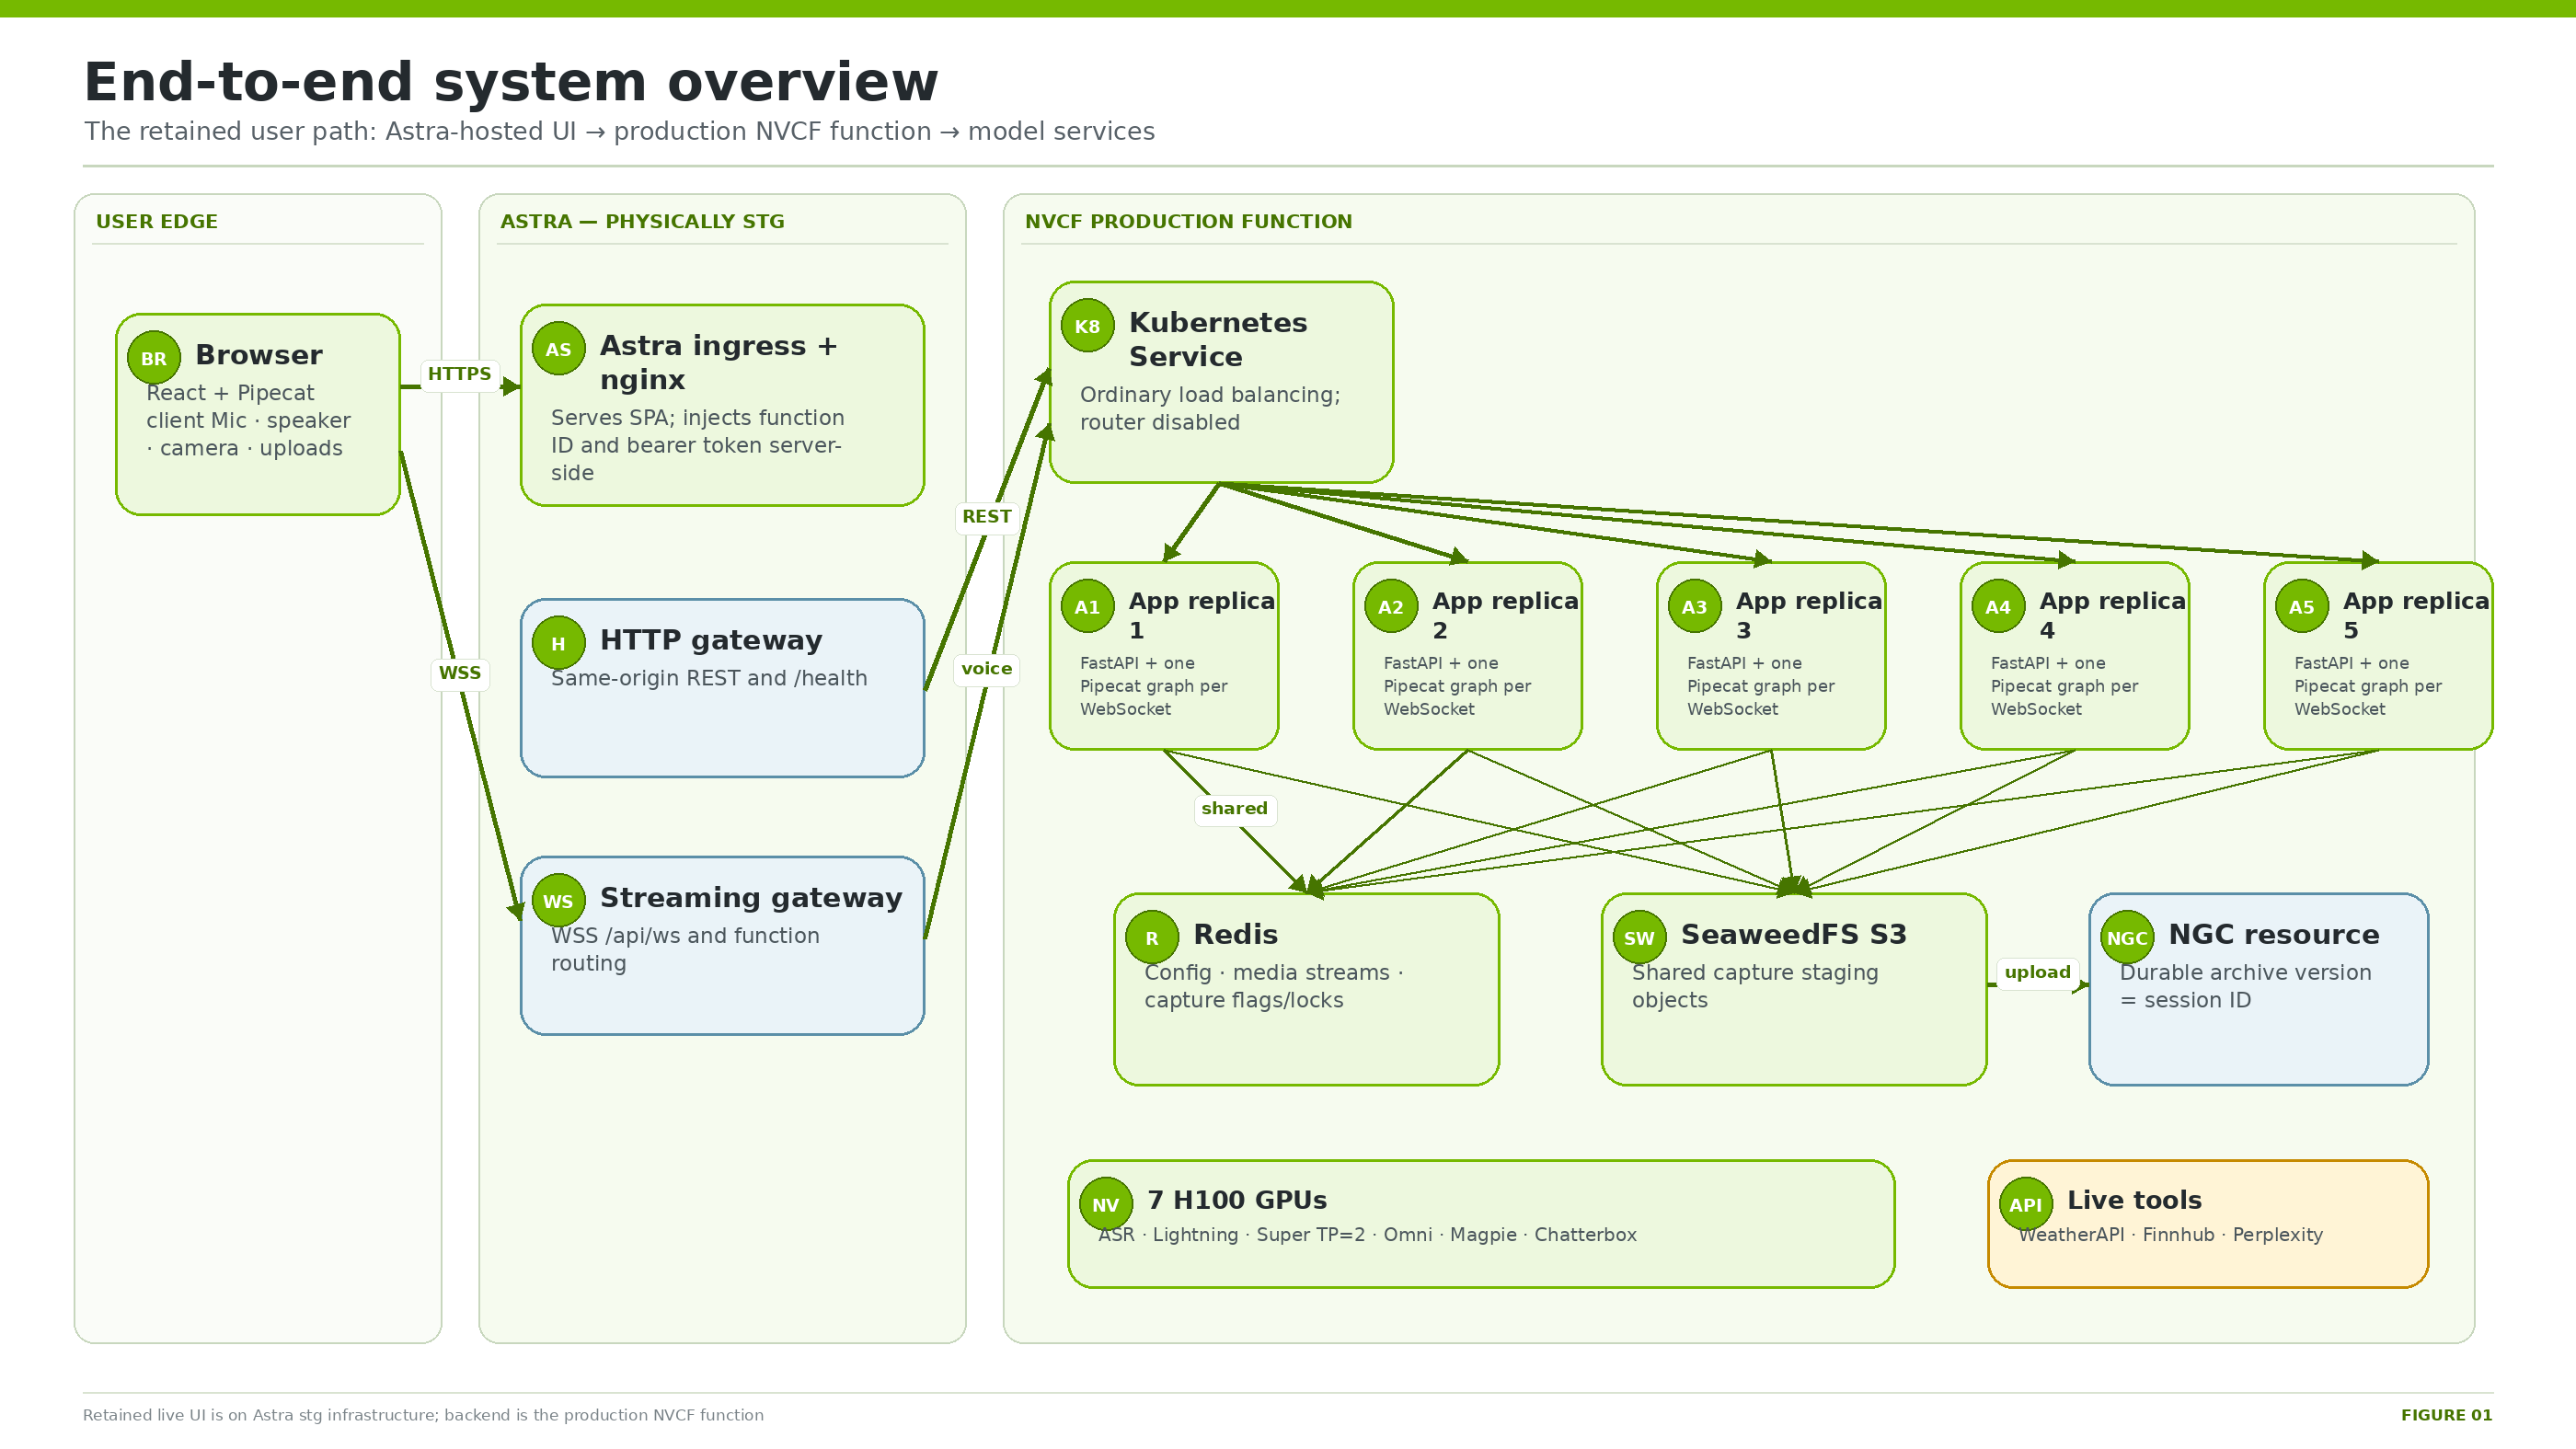 End-to-end system overview
The retained user path: Astra-hosted UI → production NVCF function → model services
USER EDGE
BR
Browser
React + Pipecat
client Mic · speaker
· camera · uploads
HTTPS
WSS
ASTRA — PHYSICALLY STG
AS
Astra ingress +
nginx
Serves SPA; injects function
ID and bearer token server-
side
H
HTTP gateway
Same-origin REST and /health
WS
Streaming gateway
WSS /api/ws and function
routing
REST
voice
NVCF PRODUCTION FUNCTION
K8
Kubernetes
Service
Ordinary load balancing;
router disabled
A1
App replica
1
FastAPI + one
Pipecat graph per
WebSocket
A2
App replica
2
FastAPI + one
Pipecat graph per
WebSocket
A3
App replica
3
FastAPI + one
Pipecat graph per
WebSocket
A4
App replica
4
FastAPI + one
Pipecat graph per
WebSocket
A5
App replica
5
FastAPI + one
Pipecat graph per
WebSocket
shared
R
Redis
Config · media streams ·
capture flags/locks
SW
SeaweedFS S3
Shared capture staging
objects
upload
NGC
NGC resource
Durable archive version
= session ID
NV
7 H100 GPUs
ASR · Lightning · Super TP=2 · Omni · Magpie · Chatterbox
API
Live tools
WeatherAPI · Finnhub · Perplexity
Retained live UI is on Astra stg infrastructure; backend is the production NVCF function
FIGURE 01